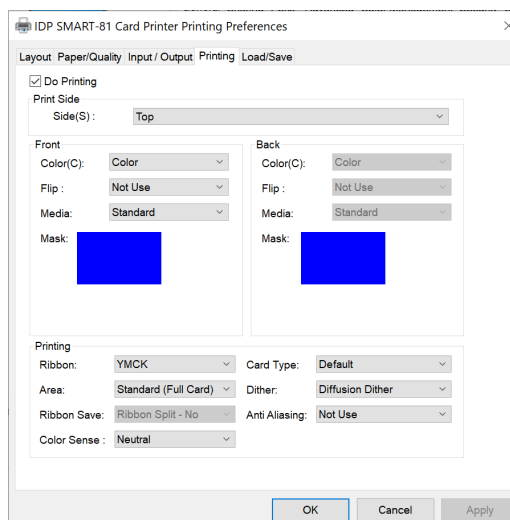 IDP SMART-81 Card Printer Printing Preferences
Layout Paper/Quality Input / Output Printing Load/Save
Do Printing
Print Side
Side(S) : Top
Front
Color(C): Color
Flip : Not Use
Media: Standard
Mask:
Back
Color(C): Color
Flip : Not Use
Media: Standard
Mask:
Printing
Ribbon: YMCK Card Type: Default
Area: Standard (Full Card) Dither: Diffusion Dither
Ribbon Save: Ribbon Split - No Anti Aliasing: Not Use
Color Sense : Neutral
OK Cancel Apply